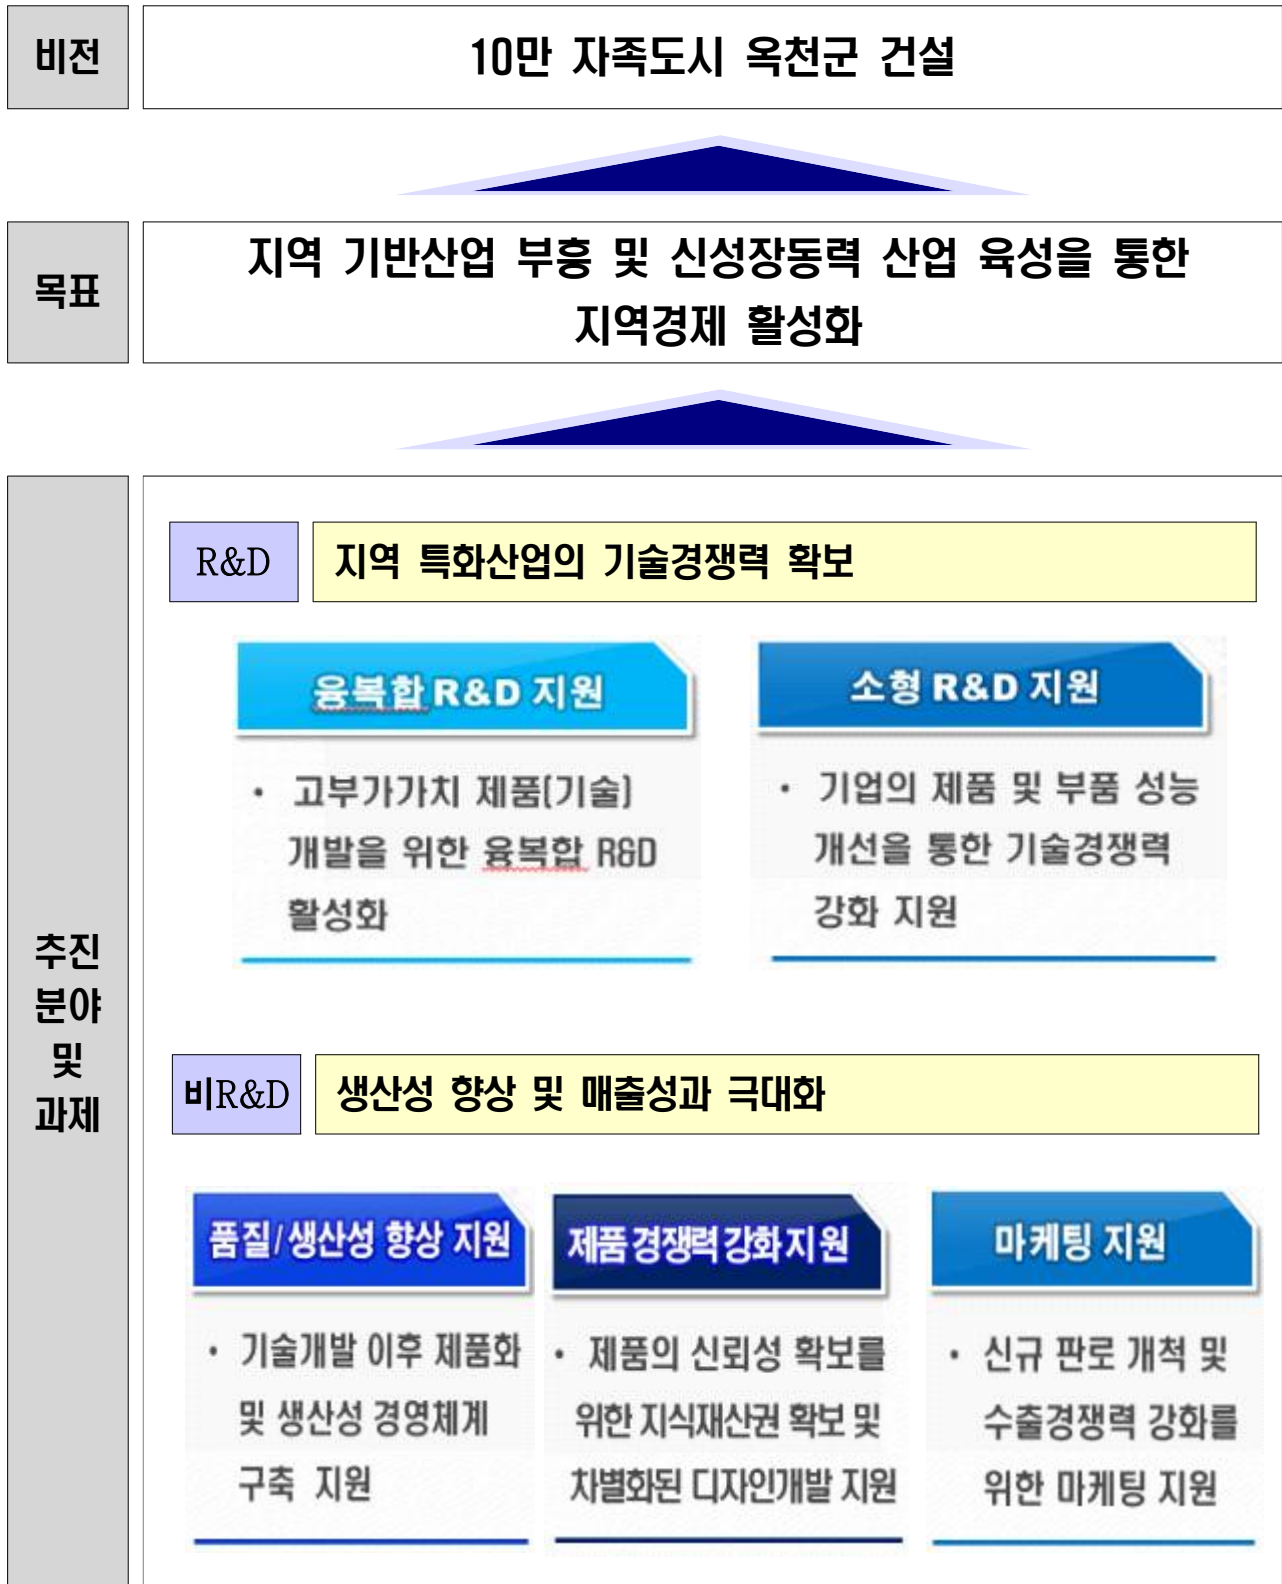 비전
10만 자족도시 옥천군 건설
목표
지역 기반산업 부흥 및 신성장동력 산업 육성을 통한
지역경제 활성화
추진
분야
및
과제
R&D
지역 특화산업의 기술경쟁력 확보
융복합 R&D 지원
• 고부가가치 제품(기술)
개발을 위한 융복합 R&D
활성화
소형 R&D 지원
• 기업의 제품 및 부품 성능
개선을 통한 기술경쟁력
강화 지원
비R&D
생산성 향상 및 매출성과 극대화
품질/생산성 향상 지원
• 기술개발 이후 제품화
및 생산성 경영체계
구축 지원
제품 경쟁력 강화 지원
• 제품의 신뢰성 확보를
위한 지식재산권 확보 및
차별화된 디자인개발 지원
마케팅 지원
• 신규 판로 개척 및
수출경쟁력 강화를
위한 마케팅 지원